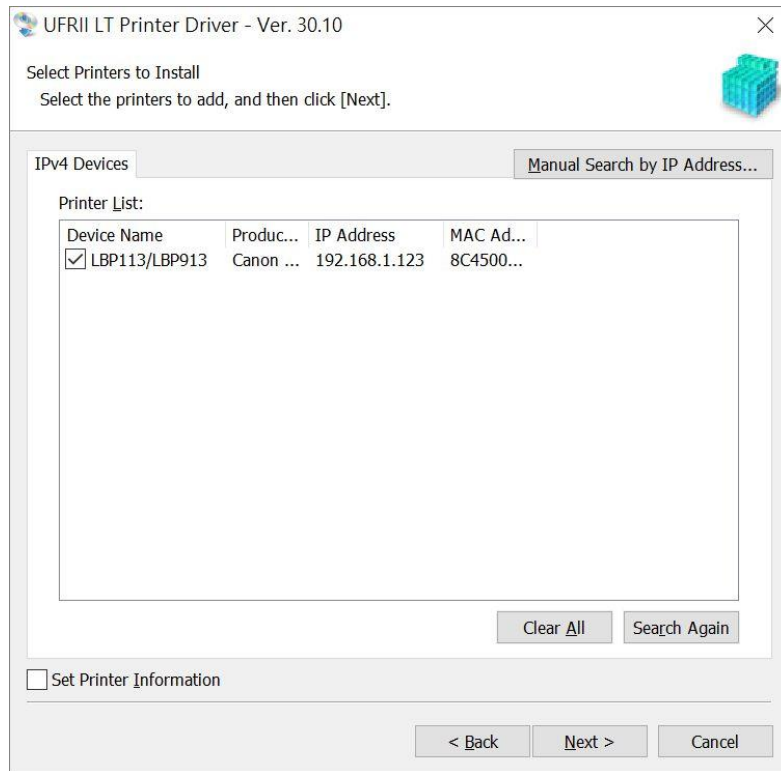 UFRII LT Printer Driver - Ver. 30.10
Select Printers to Install
Select the printers to add, and then click [Next].
IPv4 Devices
Manual Search by IP Address...
Printer List:
Device Name Produc... IP Address MAC Ad...
LBP113/LBP913 Canon ... 192.168.1.123 8C4500...
Clear All Search Again
Set Printer Information
< Back Next > Cancel